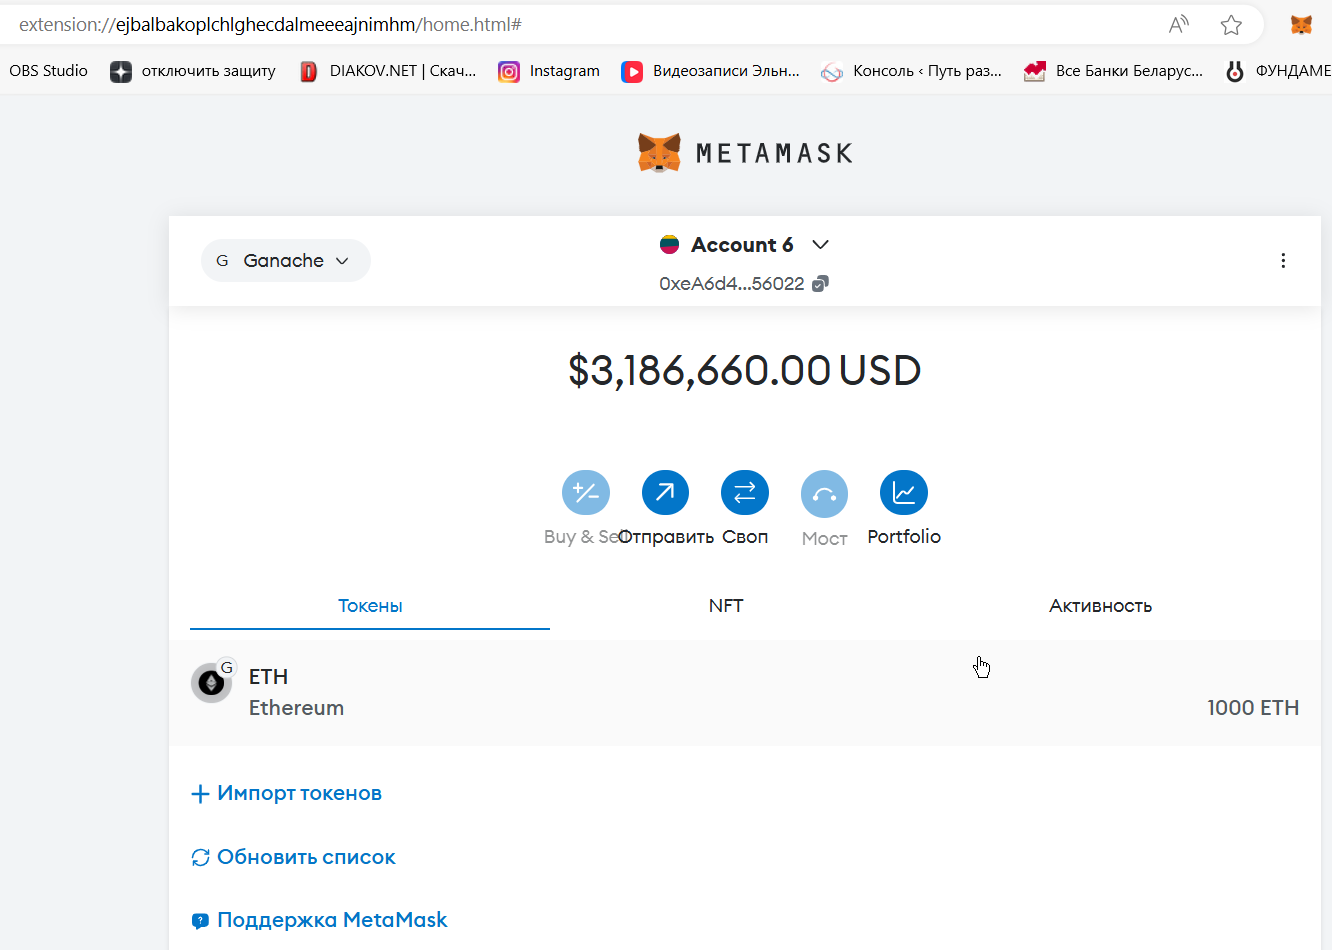 extension://ejbalbakoplchlghecdalmeeeajnimhm/home.html#
OBS Studio отключить защиту DIAKOV.NET | Скач... Instagram Видеозаписи Эльн... Консоль ‹ Путь раз... Все Банки Беларус... ФУНДАМЕ
METAMASK
G Ganache
Account 6
0xeA6d4...56022
$3,186,660.00 USD
Buy & Sell Отправить Своп Мост Portfolio
Токены NFT Активность
G
ETH
Ethereum
1000 ETH
Импорт токенов
Обновить список
Поддержка MetaMask